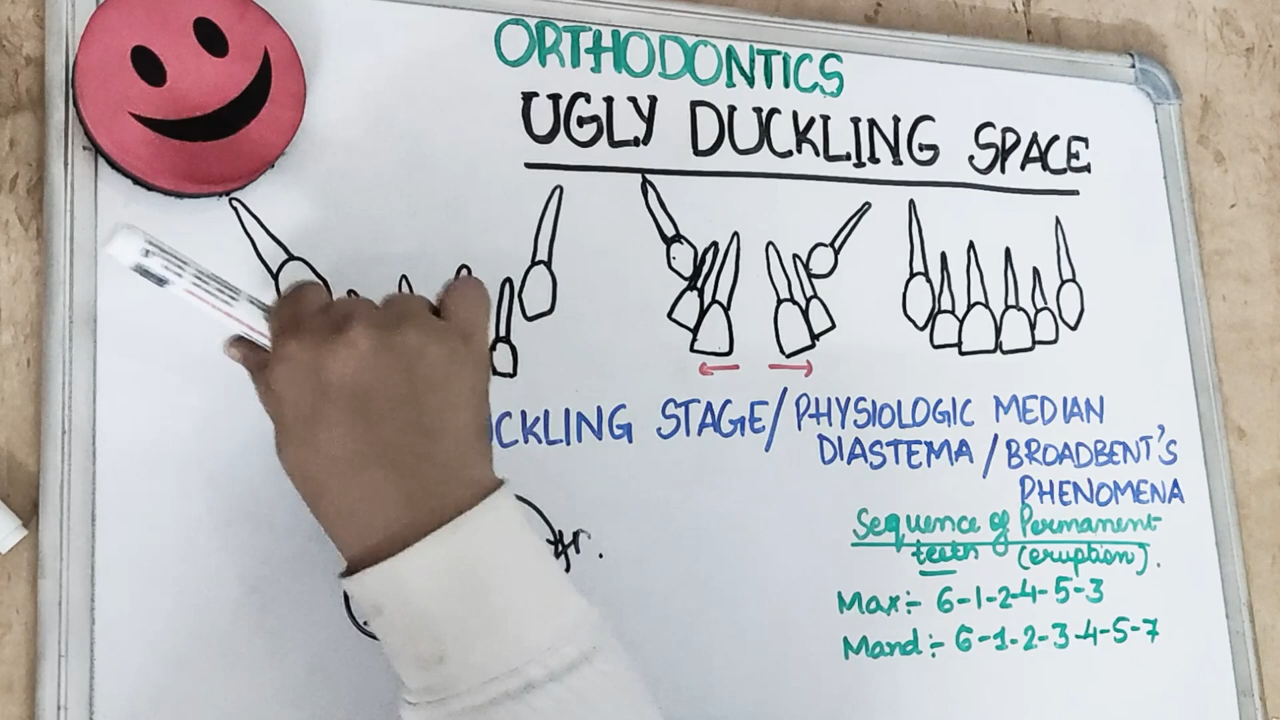 ORTHODONTICS
UGLY DUCKLING SPACE
CKLING STAGE/PHYSIOLOGIC MEDIAN
DIASTEMA/BROADBENT'S
PHENOMENA
Sequence of Permanent
teeth (eruption).
Max:- 6-1-2-4-5-3
Mand:- 6-1-2-3-4-5-7